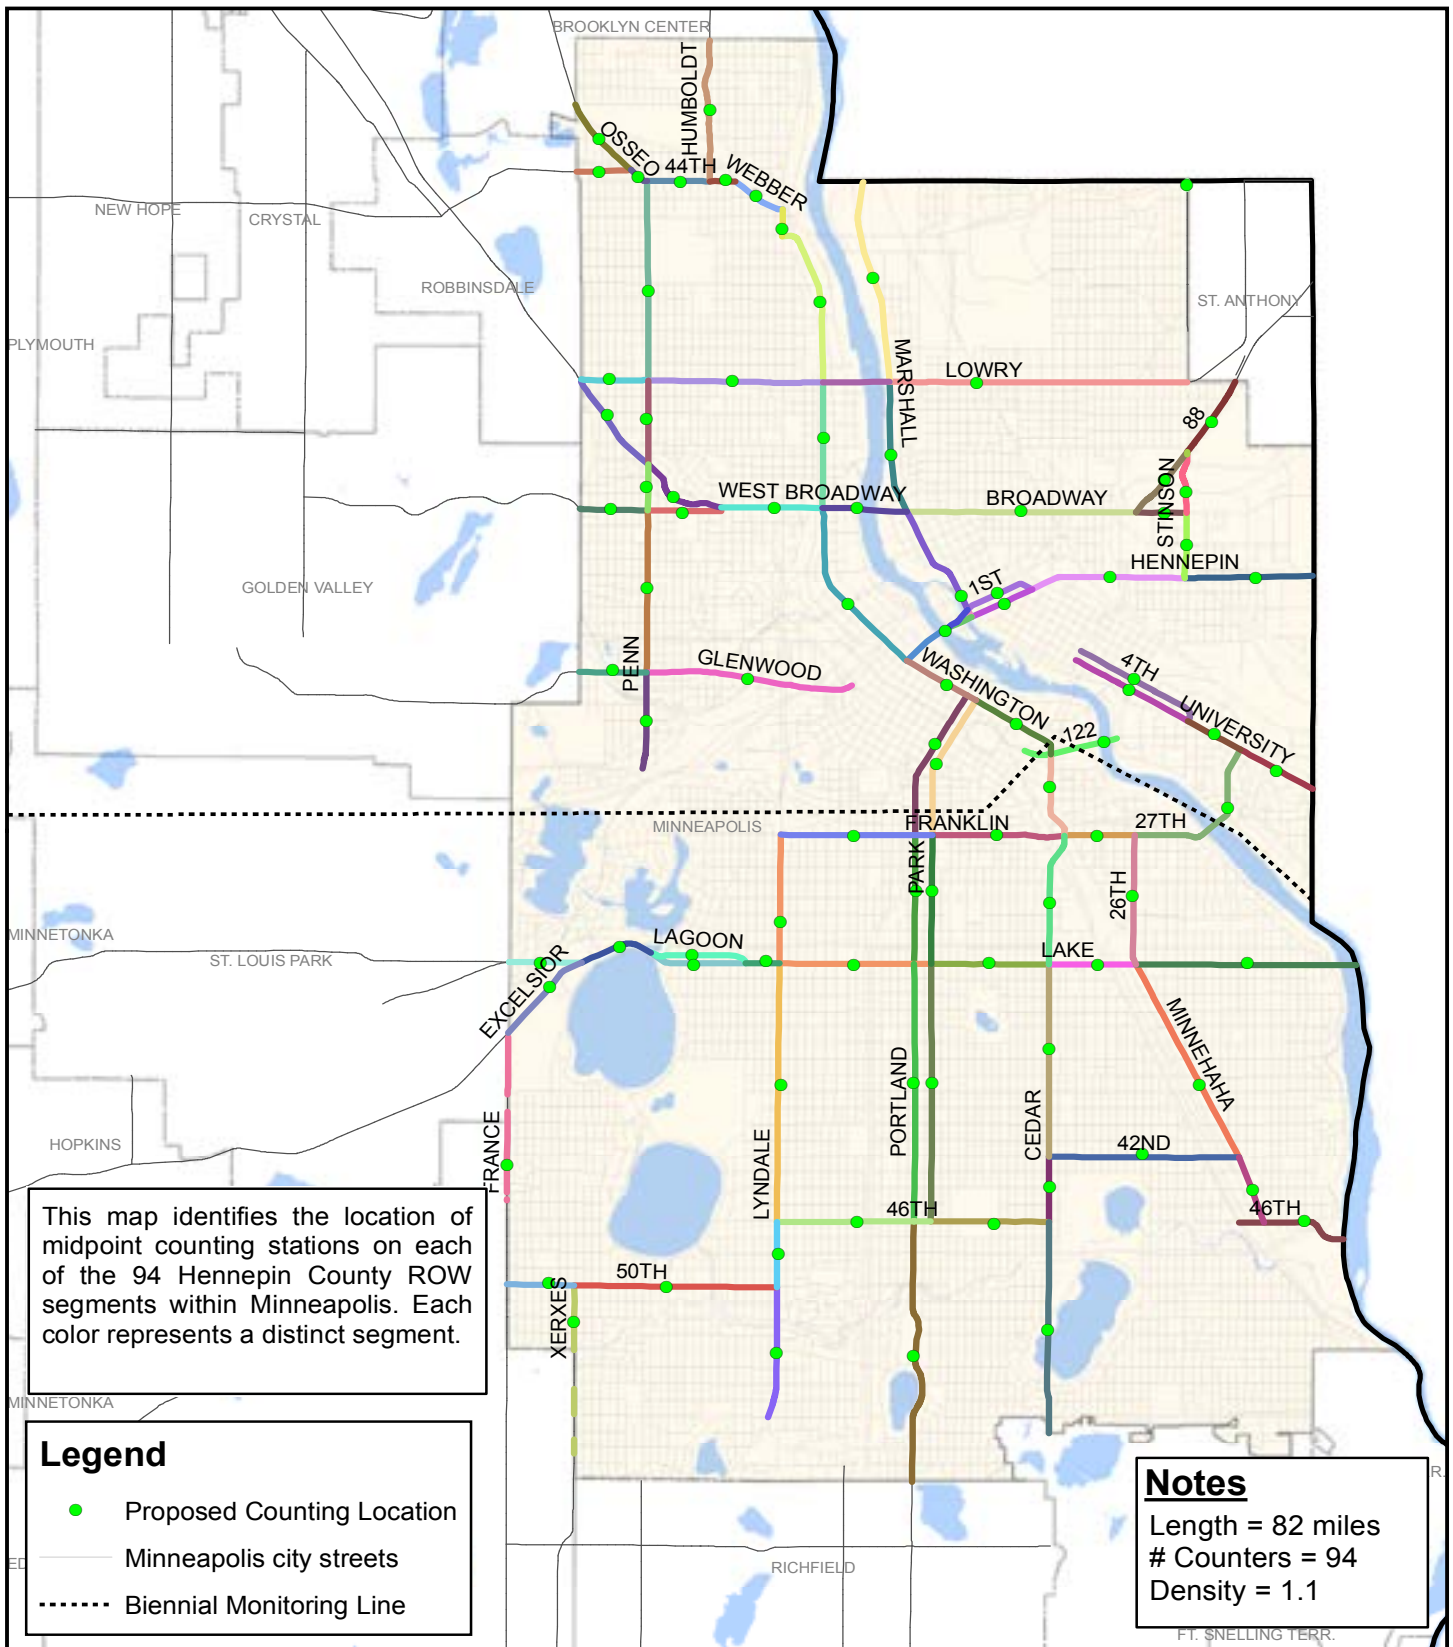 BROOKLYN CENTER
HUMBOLDT
OSSEO
44TH
WEBBER
NEW HOPE
CRYSTAL
ROBBINSDALE
ST. ANTHONY
PLYMOUTH
MARSHALL
LOWRY
88
WEST BROADWAY
BROADWAY
STINSON
HENNEPIN
1ST
GOLDEN VALLEY
PENN
GLENWOOD
WASHINGTON
4TH
UNIVERSITY
122
MINNEAPOLIS
FRANKLIN
27TH
PARK
26TH
MINNETONKA
ST. LOUIS PARK
LAGOON
LAKE
EXCELSIOR
MINNEHAHA
PORTLAND
CEDAR
HOPKINS
FRANCE
LYNDALE
42ND
46TH
46TH
50TH
XERXES
This map identifies the location of
midpoint counting stations on each
of the 94 Hennepin County ROW
segments within Minneapolis. Each
color represents a distinct segment.
MINNETONKA
Legend
Proposed Counting Location
Minneapolis city streets
Biennial Monitoring Line
ED
RICHFIELD
Notes
Length = 82 miles
# Counters = 94
Density = 1.1
R.
FT. SNELLING TERR.